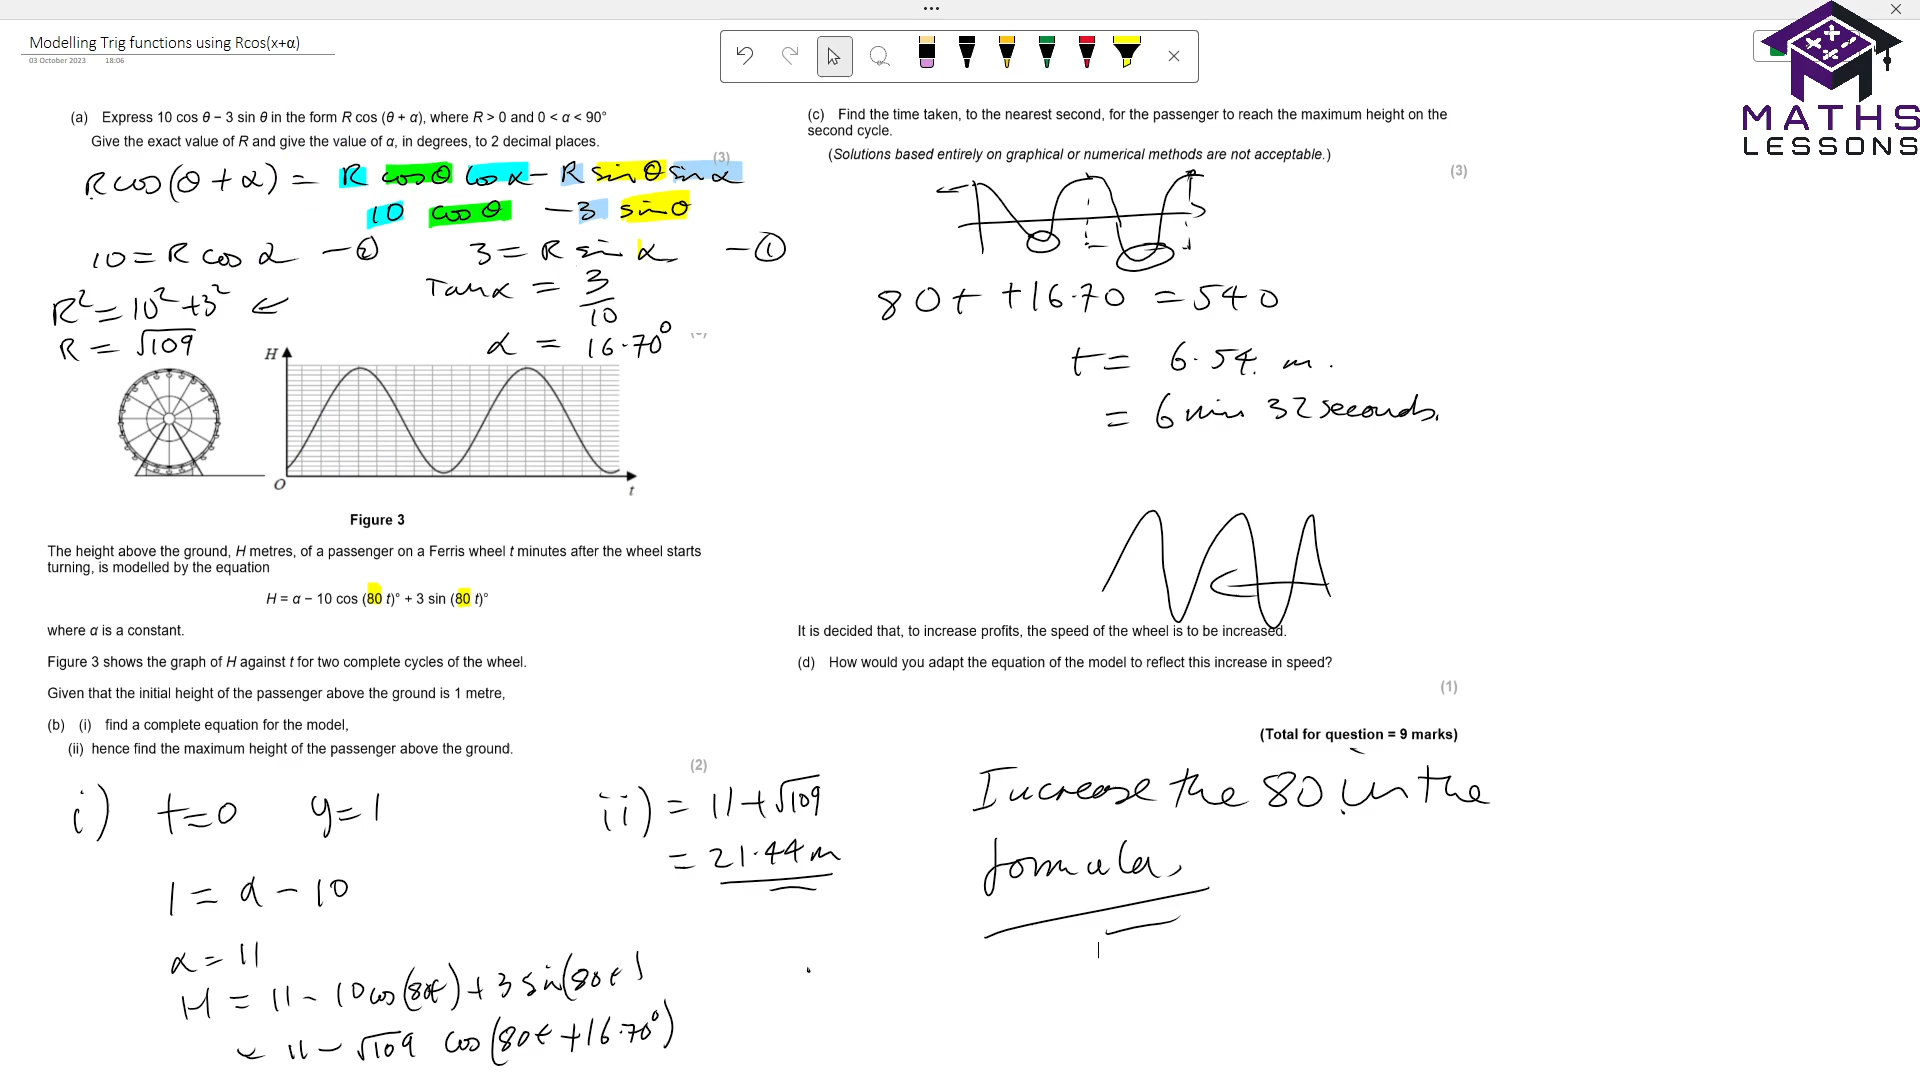 Modelling Trig functions using Rcos(x+α)
03 October 2023 18:06
MATHS
LESSONS
(a) Express 10 cos θ − 3 sin θ in the form R cos (θ + α), where R > 0 and 0 < α < 90°
Give the exact value of R and give the value of α, in degrees, to 2 decimal places.
(3)
Rcos(θ + α) = R cosθ cosα − R sinθ sinα
10 cosθ − 3 sinθ
10 = R cos α − ②
3 = R sin α − ①
R² = 10² + 3² ←
Tanα = 3/10
R = √109
α = 16.70°
H
O
t
Figure 3
The height above the ground, H metres, of a passenger on a Ferris wheel t minutes after the wheel starts
turning, is modelled by the equation
H = α − 10 cos (80 t)° + 3 sin (80 t)°
where α is a constant.
Figure 3 shows the graph of H against t for two complete cycles of the wheel.
Given that the initial height of the passenger above the ground is 1 metre,
(b) (i) find a complete equation for the model,
(ii) hence find the maximum height of the passenger above the ground.
(2)
i) t=0 y=1
1 = α − 10
α = 11
H = 11 − 10cos(80t) + 3 sin(80t)
= 11 − √109 cos(80t + 16.70°)
ii) = 11 + √109
= 21.44 m
(c) Find the time taken, to the nearest second, for the passenger to reach the maximum height on the
second cycle.
(Solutions based entirely on graphical or numerical methods are not acceptable.)
(3)
80t + 16.70 = 540
t = 6.54 m.
= 6 min 32 seconds.
It is decided that, to increase profits, the speed of the wheel is to be increased.
(d) How would you adapt the equation of the model to reflect this increase in speed?
(1)
(Total for question = 9 marks)
Increase the 80 in the
formula,